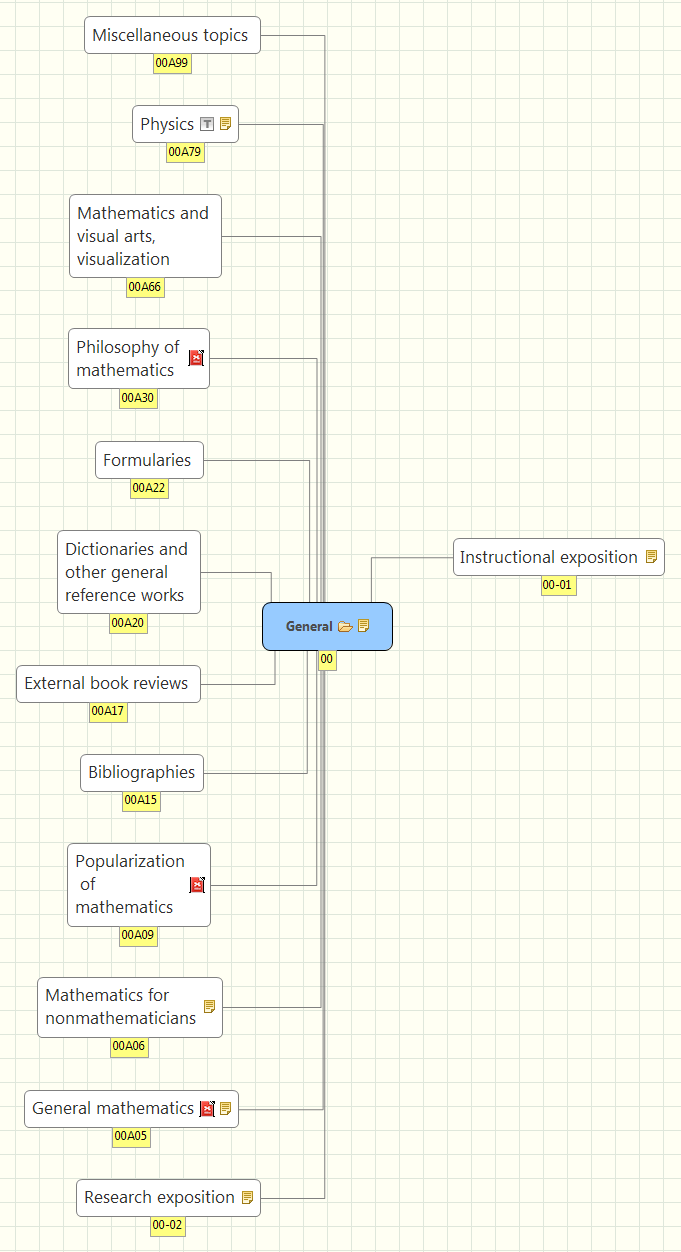 Miscellaneous topics
00A99
Physics
00A79
Mathematics and
visual arts,
visualization
00A66
Philosophy of
mathematics
00A30
Formularies
00A22
Dictionaries and
other general
reference works
00A20
Instructional exposition
00-01
General
00
External book reviews
00A17
Bibliographies
00A15
Popularization
of
mathematics
00A09
Mathematics for
nonmathematicians
00A06
General mathematics
00A05
Research exposition
00-02